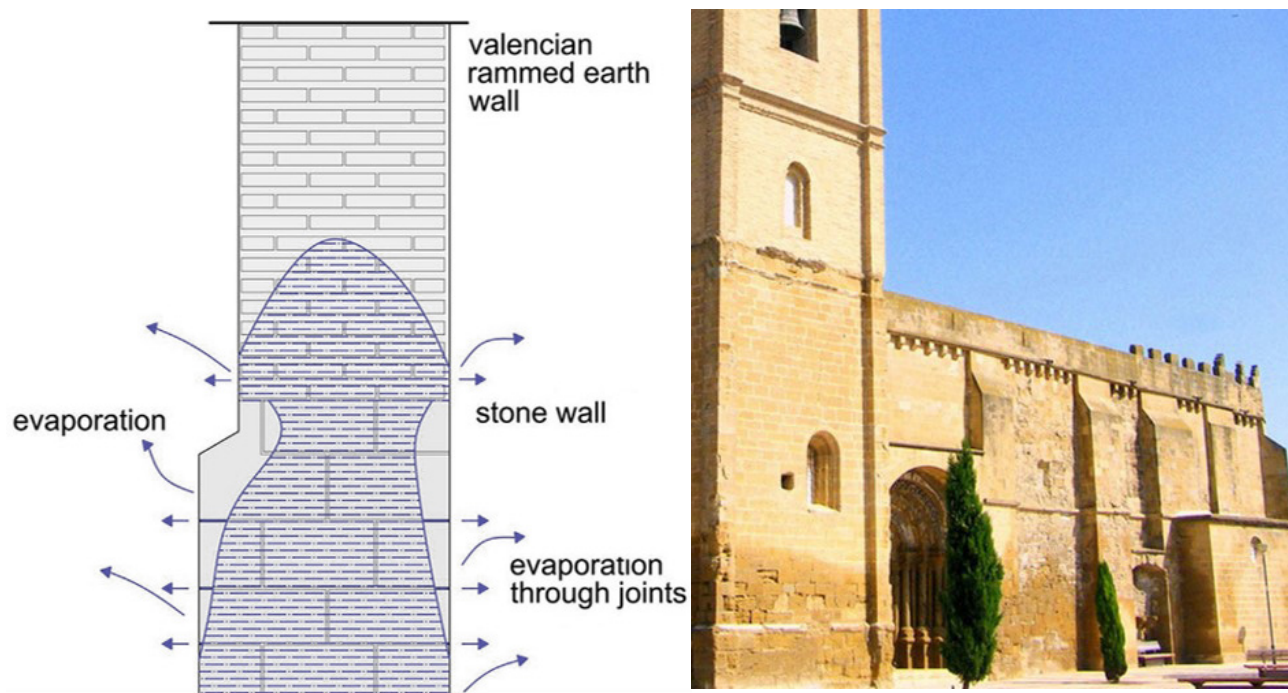 valencian
rammed earth
wall
evaporation
stone wall
evaporation
through joints